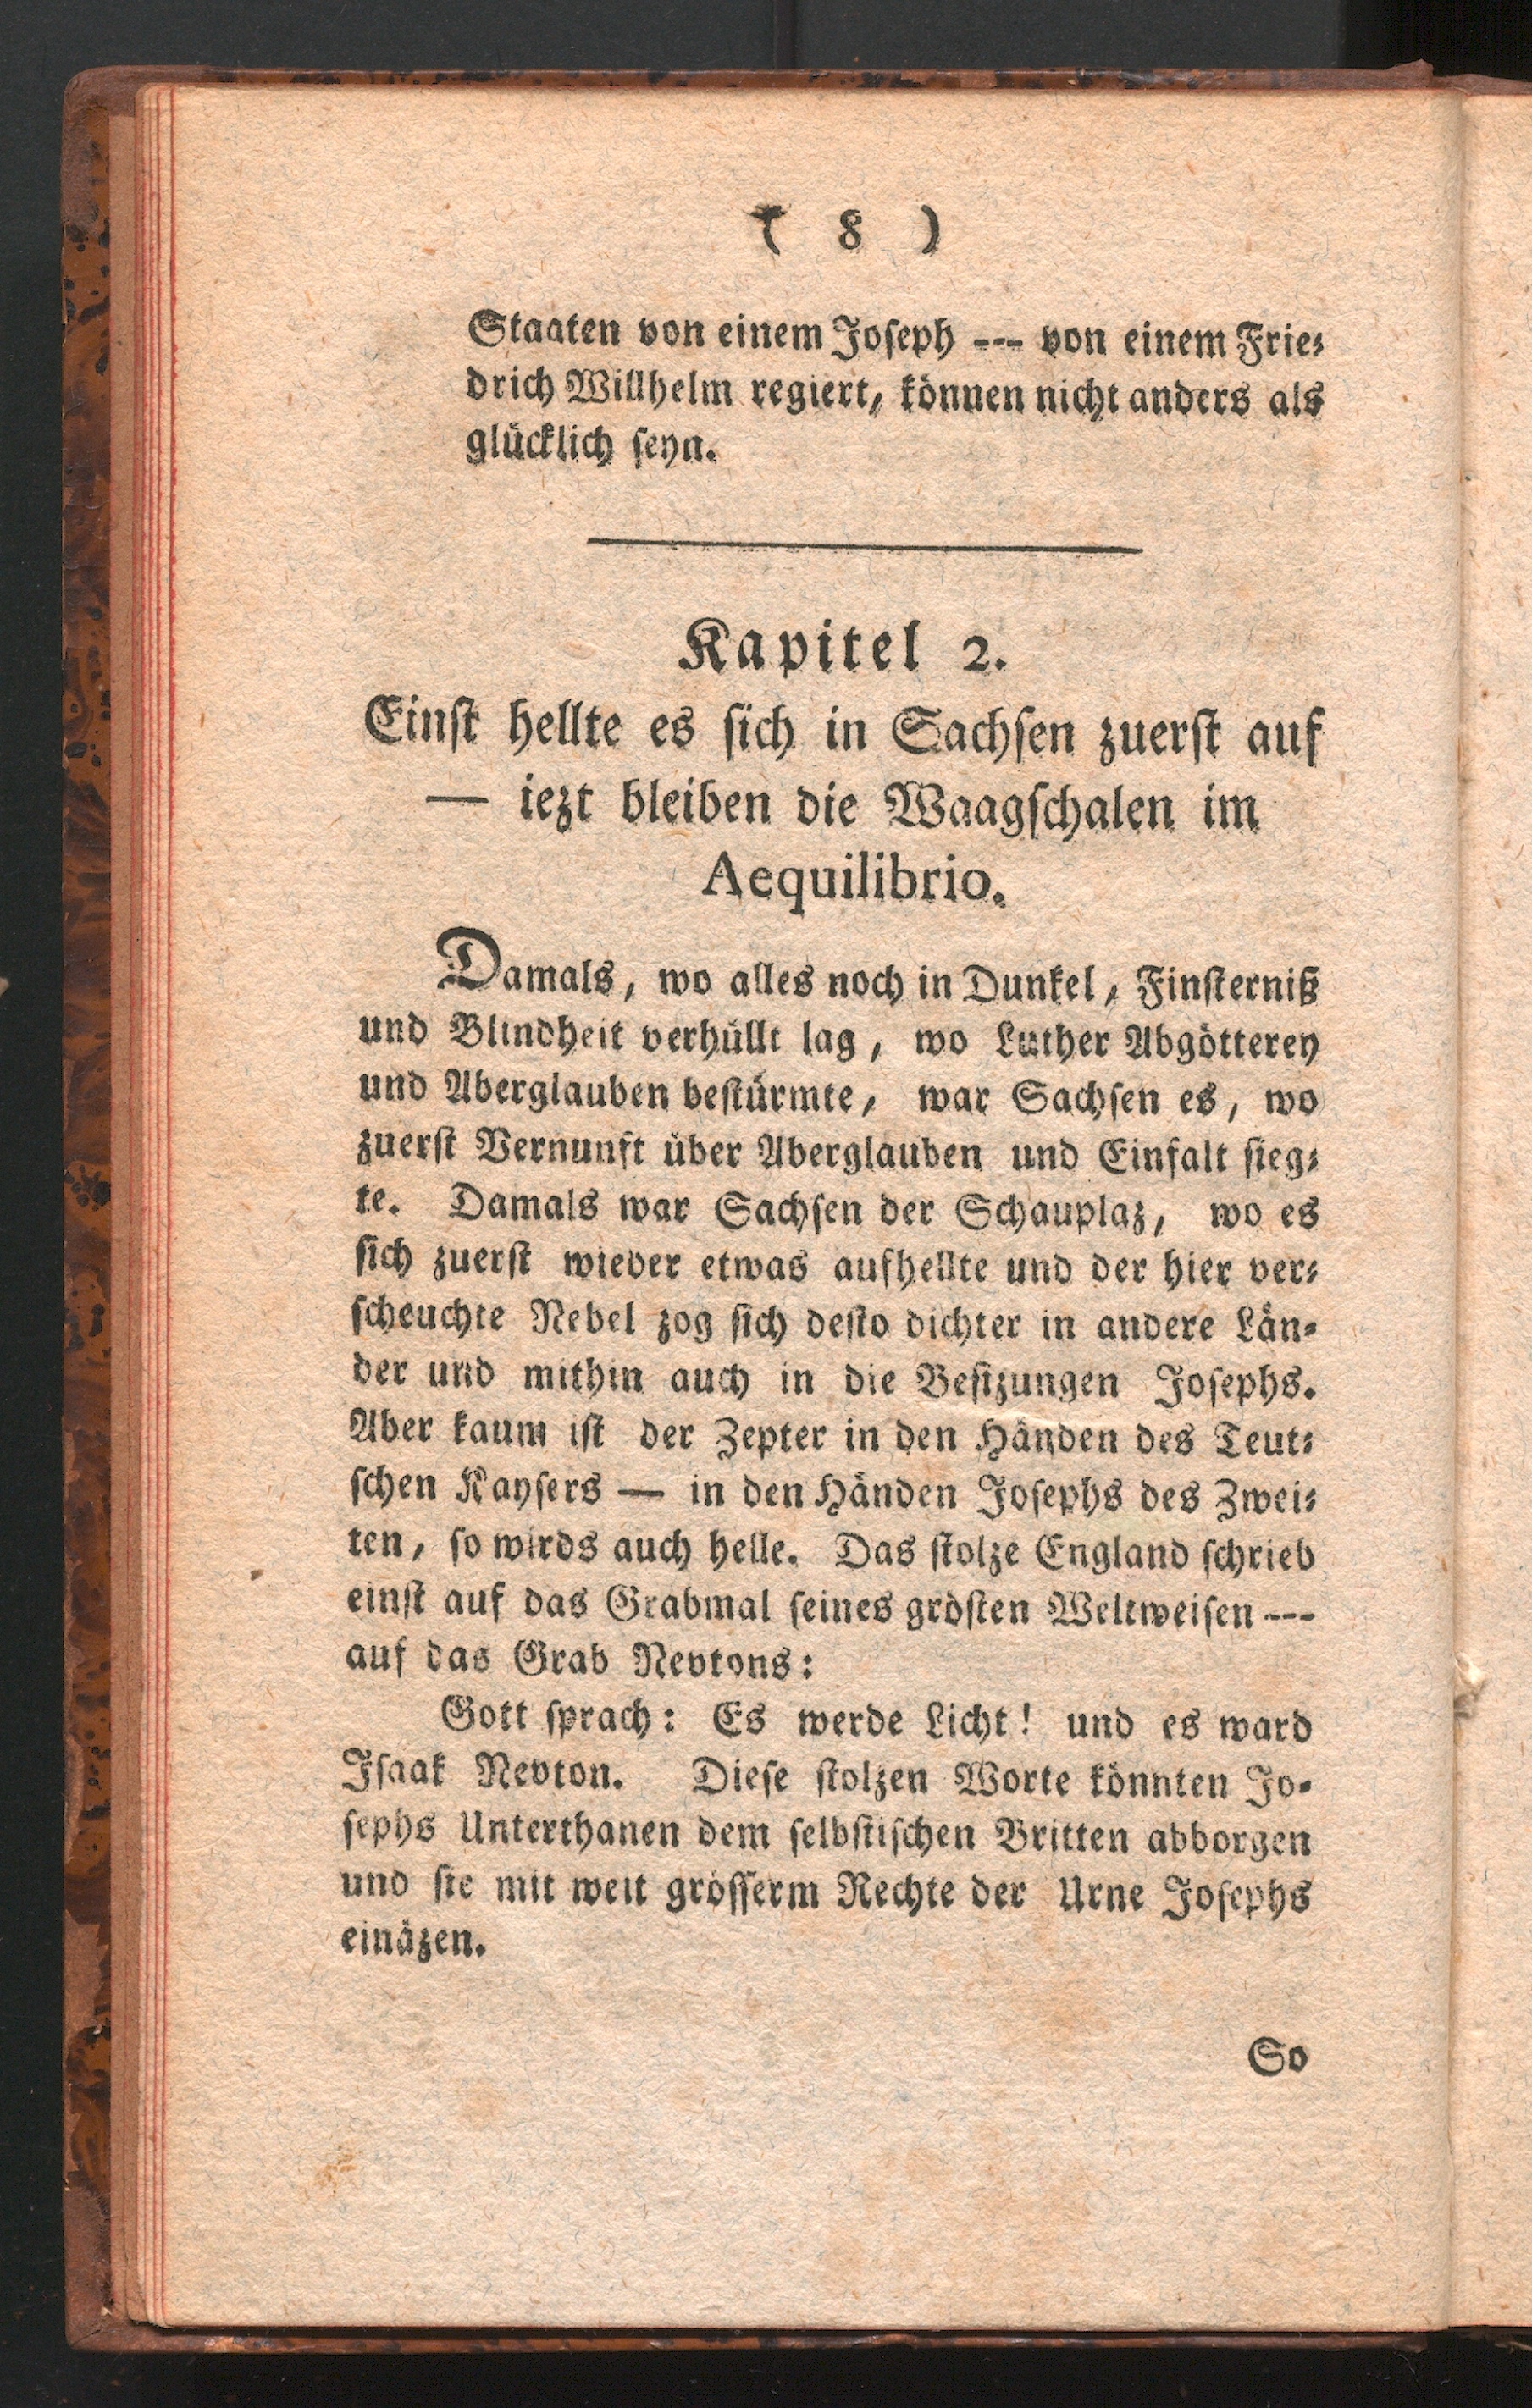 ( 8 )
Staaten von einem Joſeph --- von einem Frie⸗
drich Willhelm regiert, können nicht anders als
glücklich ſeyn.
Kapitel 2.
Einſt hellte es ſich in Sachſen zuerſt auf
— iezt bleiben die Waagſchalen im
Aequilibrio.
Damals, wo alles noch in Dunkel, Finſterniß
und Blindheit verhüllt lag, wo Luther Abgötterey
und Aberglauben beſtürmte, war Sachſen es, wo
zuerſt Vernunft über Aberglauben und Einfalt ſieg⸗
te. Damals war Sachſen der Schauplaz, wo es
ſich zuerſt wieder etwas aufhellte und der hier ver⸗
ſcheuchte Nebel zog ſich deſto dichter in andere Län⸗
der und mithin auch in die Beſizungen Joſephs.
Aber kaum iſt der Zepter in den Händen des Teut⸗
ſchen Kayſers — in den Händen Joſephs des Zwei⸗
ten, ſo wirds auch helle. Das ſtolze England ſchrieb
einſt auf das Grabmal ſeines gröſten Weltweiſen ---
auf das Grab Nevtons:
Gott ſprach: Es werde Licht! und es ward
Iſaak Nevton. Dieſe ſtolzen Worte könnten Jo⸗
ſephs Unterthanen dem ſelbſtiſchen Britten abborgen
und ſie mit weit gröſſerm Rechte der Urne Joſephs
einäzen.
So